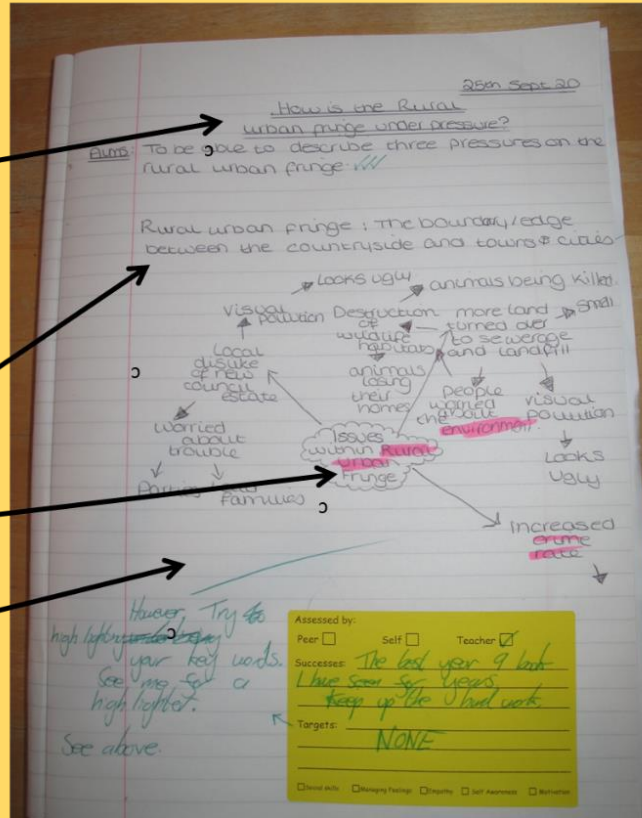 25th Sept 20
How is the Rural
urban fringe under pressure?
Aims: To be able to describe three pressures on the
rural urban fringe.
Rural urban fringe: The boundary/edge
between the countryside and towns & cities
Looks ugly
animals being killed.
Visual
pollution
Destruction
of
wildlife
habitats
more land
turned over
to sewerage
and landfill
smell
Local
dislike
of new
council
estate
animals
losing
their
homes
People
worried
about
the environment.
visual
pollution
Worried
about
trouble
Issues
within Rural
urban
Fringe
Looks
ugly
Families
Increased
crime
rate
However, Try to
high lighting
your key words.
See me for a
highlighter.
See above.
Assessed by:
Peer Self Teacher
Successes: The best year 9 book
I have seen for years.
Keep up the hard work.
Targets:
NONE
Social skills Managing Feelings Empathy Self Awareness Motivation